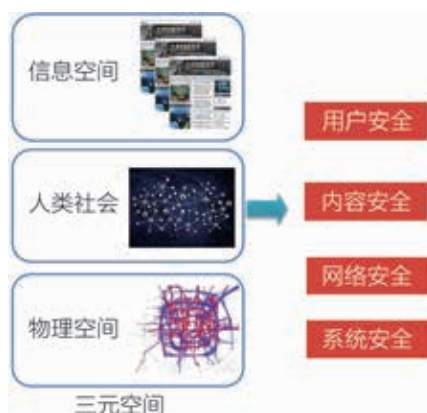 信息空间
人类社会
物理空间
三元空间
用户安全
内容安全
网络安全
系统安全